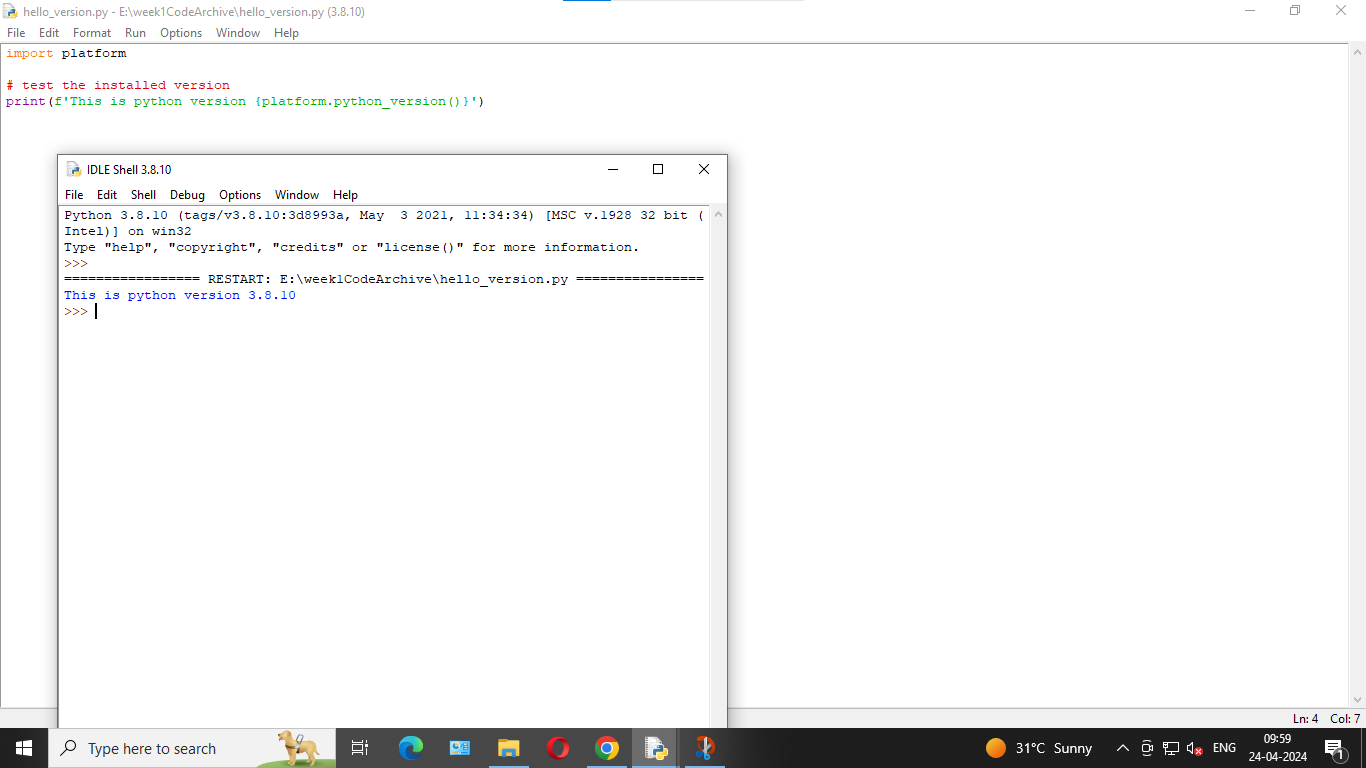 hello_version.py - E:\week1CodeArchive\hello_version.py (3.8.10)
File Edit Format Run Options Window Help
import platform
# test the installed version
print(f'This is python version {platform.python_version()}')
IDLE Shell 3.8.10
File Edit Shell Debug Options Window Help
Python 3.8.10 (tags/v3.8.10:3d8993a, May  3 2021, 11:34:34) [MSC v.1928 32 bit (
Intel)] on win32
Type "help", "copyright", "credits" or "license()" for more information.
>>>
================= RESTART: E:\week1CodeArchive\hello_version.py ================
This is python version 3.8.10
>>>
Ln: 4 Col: 7
Type here to search
31°C Sunny
ENG
09:59
24-04-2024
1